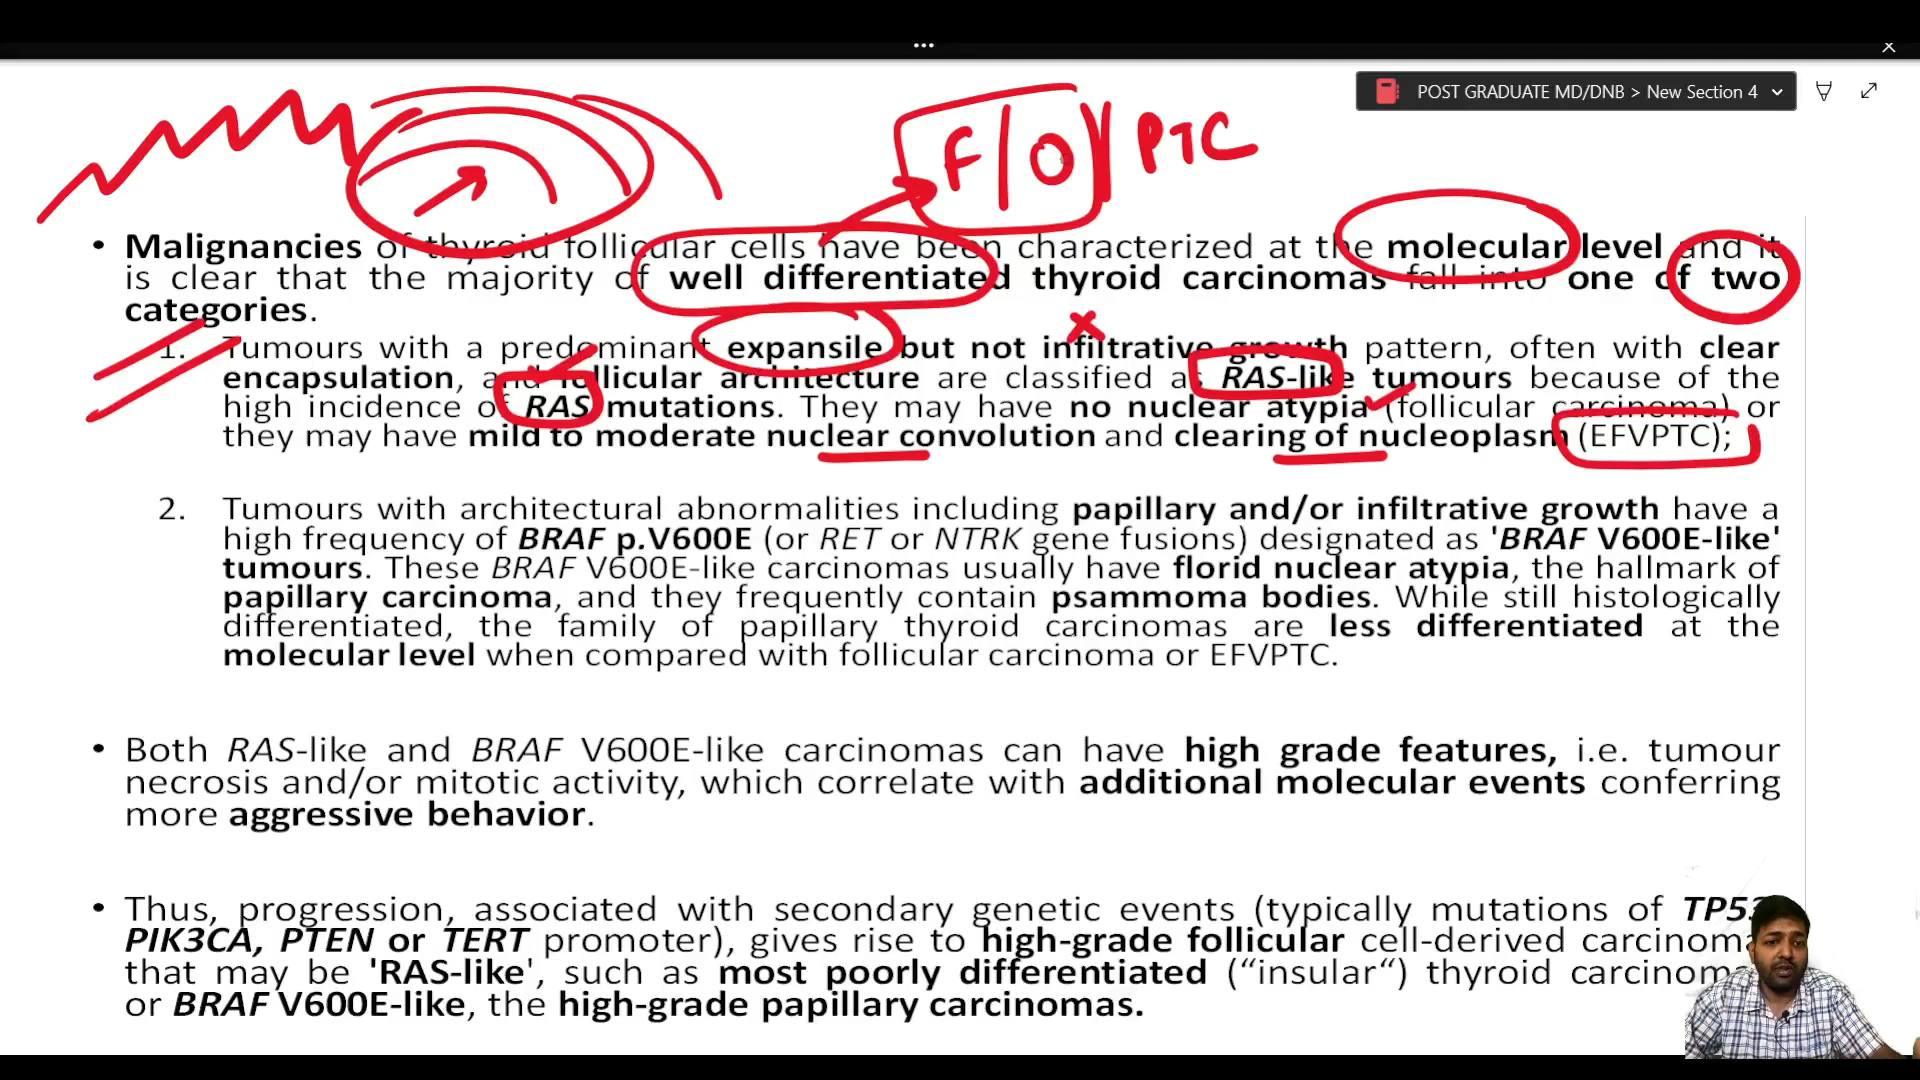 POST GRADUATE MD/DNB > New Section 4
F | O | PTC
• Malignancies of thyroid follicular cells have been characterized at the molecular level and it
is clear that the majority of well differentiated thyroid carcinomas fall into one of two
categories.
1. Tumours with a predominant expansile but not infiltrative growth pattern, often with clear
encapsulation, and follicular architecture are classified as RAS-like tumours because of the
high incidence of RAS mutations. They may have no nuclear atypia (follicular carcinoma) or
they may have mild to moderate nuclear convolution and clearing of nucleoplasm (EFVPTC);
2. Tumours with architectural abnormalities including papillary and/or infiltrative growth have a
high frequency of BRAF p.V600E (or RET or NTRK gene fusions) designated as 'BRAF V600E-like'
tumours. These BRAF V600E-like carcinomas usually have florid nuclear atypia, the hallmark of
papillary carcinoma, and they frequently contain psammoma bodies. While still histologically
differentiated, the family of papillary thyroid carcinomas are less differentiated at the
molecular level when compared with follicular carcinoma or EFVPTC.
• Both RAS-like and BRAF V600E-like carcinomas can have high grade features, i.e. tumour
necrosis and/or mitotic activity, which correlate with additional molecular events conferring
more aggressive behavior.
• Thus, progression, associated with secondary genetic events (typically mutations of TP53
PIK3CA, PTEN or TERT promoter), gives rise to high-grade follicular cell-derived carcinoma
that may be 'RAS-like', such as most poorly differentiated (“insular“) thyroid carcinom
or BRAF V600E-like, the high-grade papillary carcinomas.